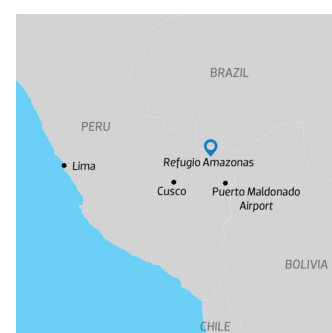 BRAZIL
PERU
Refugio Amazonas
Lima
Cusco
Puerto Maldonado
Airport
BOLIVIA
CHILE